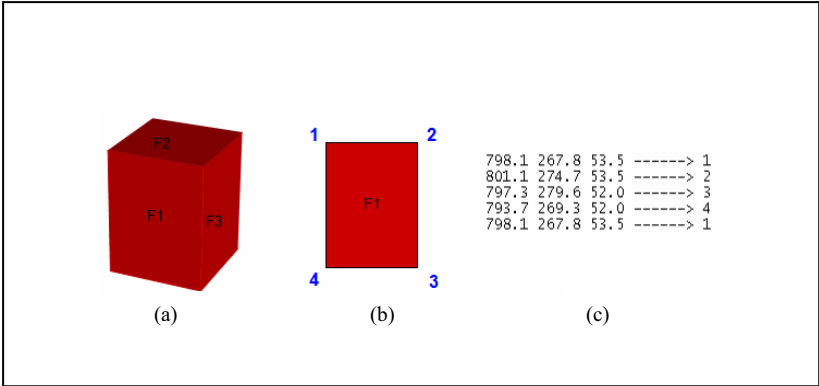 F2
F1
F3
(a)
1
2
F1
4
3
(b)
798.1 267.8 53.5 ------> 1
801.1 274.7 53.5 ------> 2
797.3 279.6 52.0 ------> 3
793.7 269.3 52.0 ------> 4
798.1 267.8 53.5 ------> 1
(c)